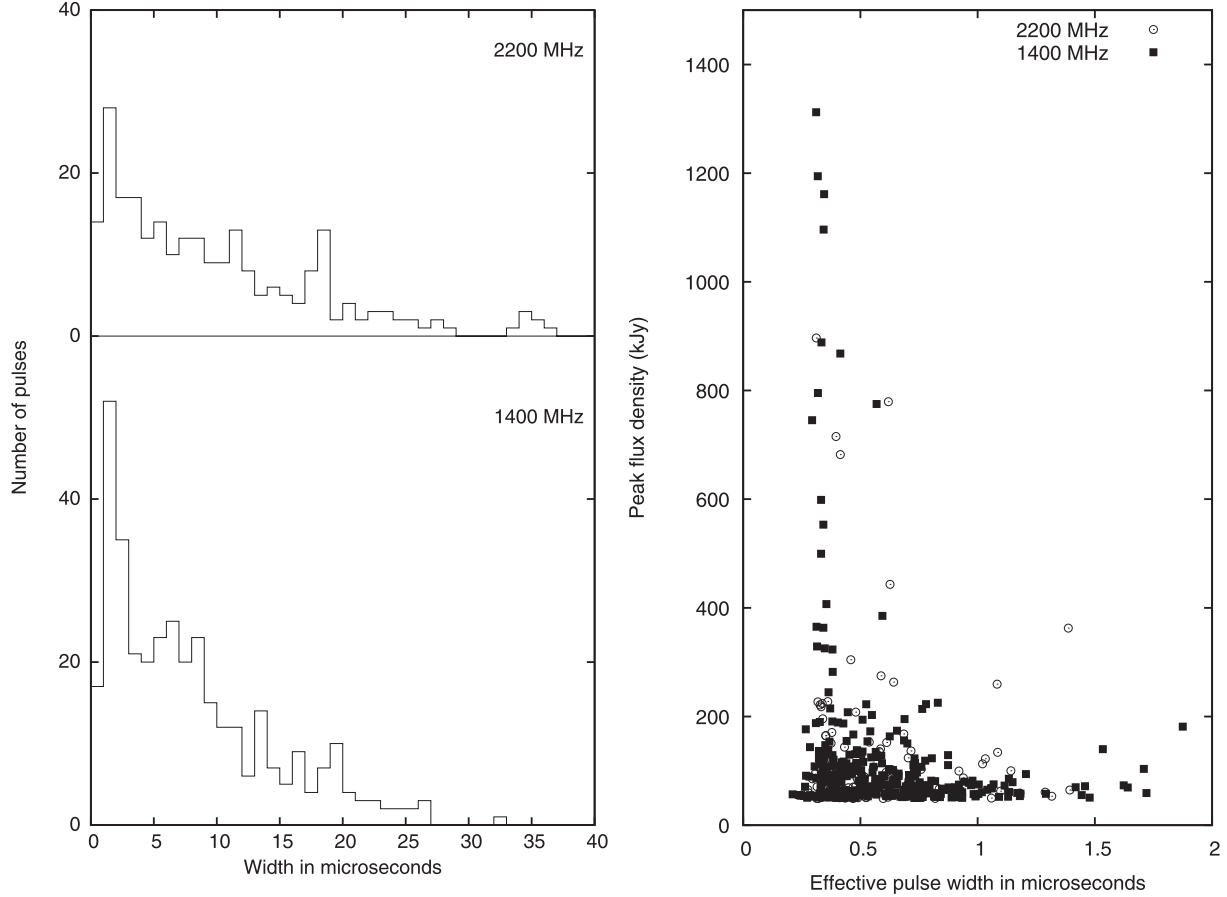 40
2200 MHz
20
0
Number of pulses
1400 MHz
40
20
0
0 5 10 15 20 25 30 35 40
Width in microseconds
2200 MHz
1400 MHz
1400
1200
1000
800
600
400
200
0
Peak flux density (kJy)
0 0.5 1 1.5 2
Effective pulse width in microseconds